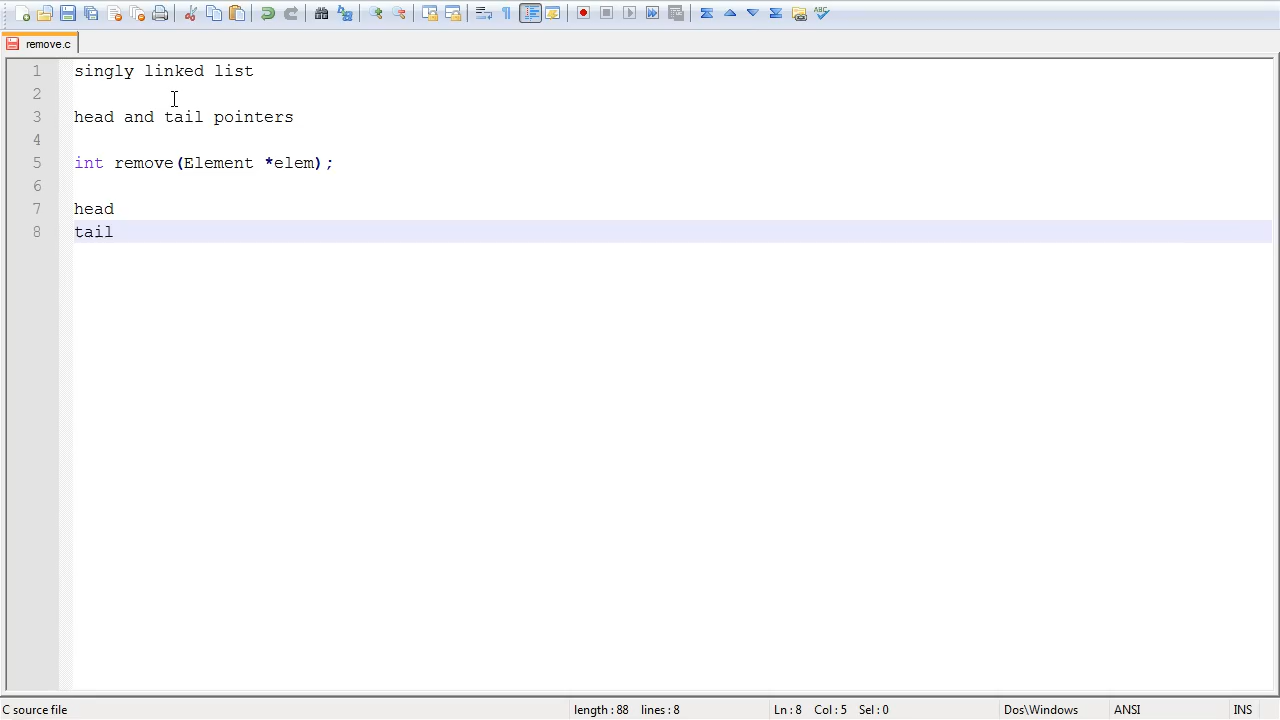 remove.c
1 singly linked list
2
3 head and tail pointers
4
5 int remove(Element *elem);
6
7 head
8 tail
C source file length : 88 lines : 8 Ln : 8 Col : 5 Sel : 0 Dos\Windows ANSI INS